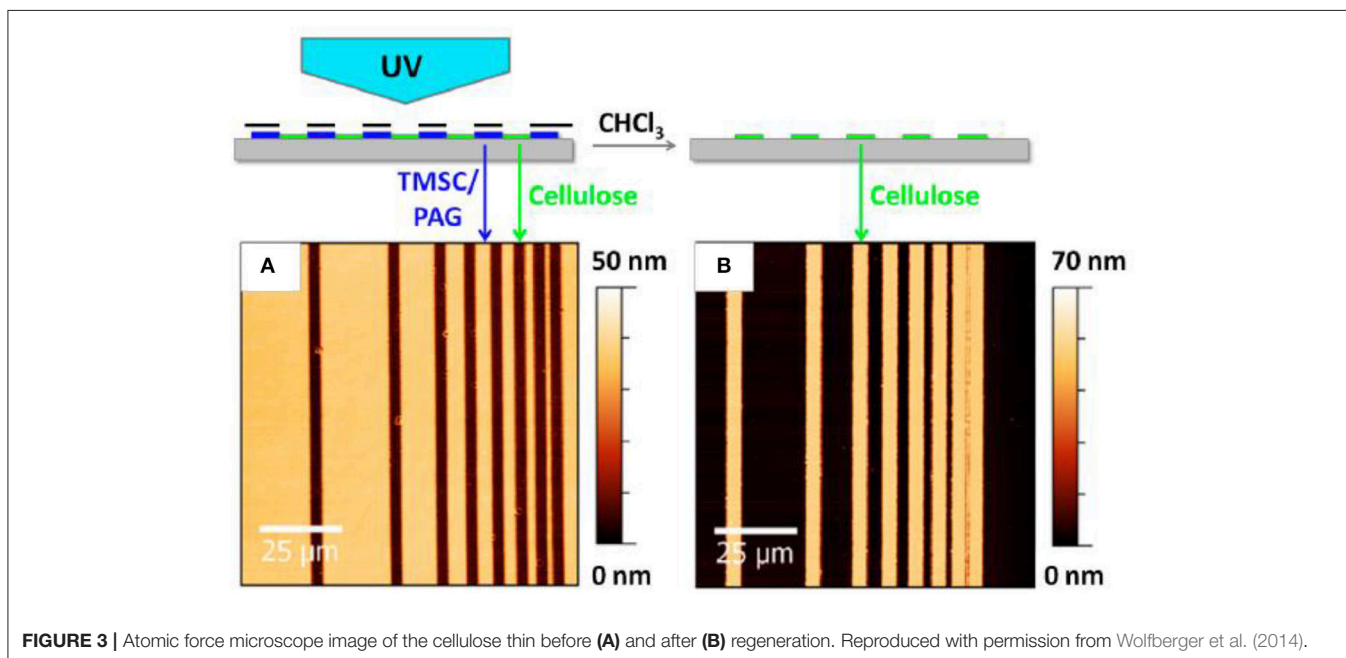 UV
CHCl3
TMSC/
PAG
Cellulose
Cellulose
A
50 nm
25 µm
0 nm
B
70 nm
25 µm
0 nm
FIGURE 3 | Atomic force microscope image of the cellulose thin before (A) and after (B) regeneration. Reproduced with permission from Wolfberger et al. (2014).